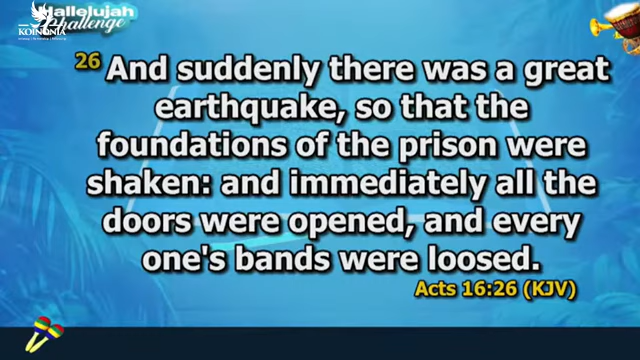 Hallelujah
Challenge
KOINONIA
26 And suddenly there was a great
earthquake, so that the
foundations of the prison were
shaken: and immediately all the
doors were opened, and every
one's bands were loosed.
Acts 16:26 (KJV)